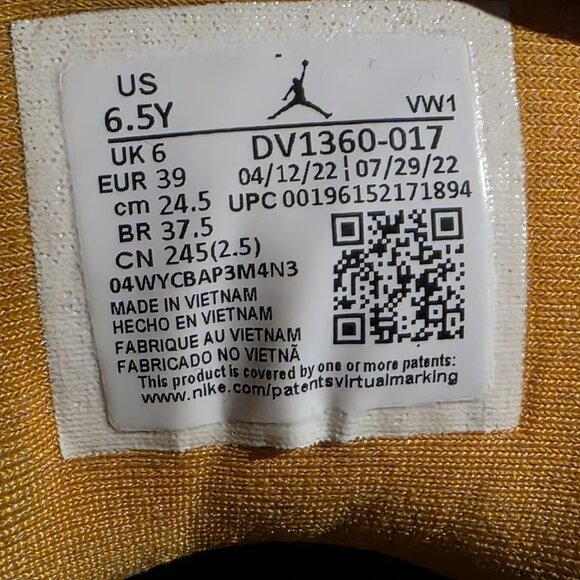 US
6.5Y
VW1
UK 6
DV1360-017
EUR 39
04/12/22 ¦ 07/29/22
cm 24.5
UPC 00196152171894
BR 37.5
CN 245(2.5)
04WYCBAP3M4N3
MADE IN VIETNAM
HECHO EN VIETNAM
FABRIQUE AU VIETNAM
FABRICADO NO VIETNÃ
This product is covered by one or more patents:
www.nike.com/patentsvirtualmarking